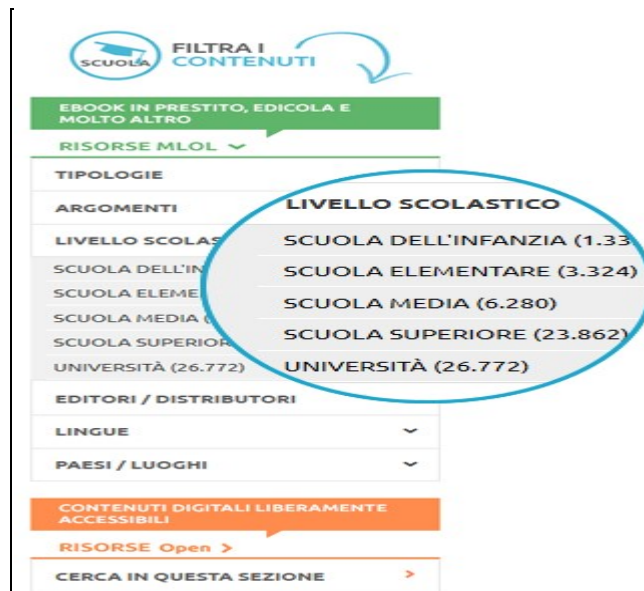 SCUOLA
FILTRA I
CONTENUTI
EBOOK IN PRESTITO, EDICOLA E
MOLTO ALTRO
RISORSE MLOL
TIPOLOGIE
ARGOMENTI
LIVELLO SCOLAS
SCUOLA DELL'IN
SCUOLA ELEME
SCUOLA MEDIA (
SCUOLA SUPERIOR
UNIVERSITÀ (26.772)
LIVELLO SCOLASTICO
SCUOLA DELL'INFANZIA (1.33
SCUOLA ELEMENTARE (3.324)
SCUOLA MEDIA (6.280)
SCUOLA SUPERIORE (23.862)
UNIVERSITÀ (26.772)
EDITORI / DISTRIBUTORI
LINGUE
PAESI / LUOGHI
CONTENUTI DIGITALI LIBERAMENTE
ACCESSIBILI
RISORSE Open >
CERCA IN QUESTA SEZIONE >